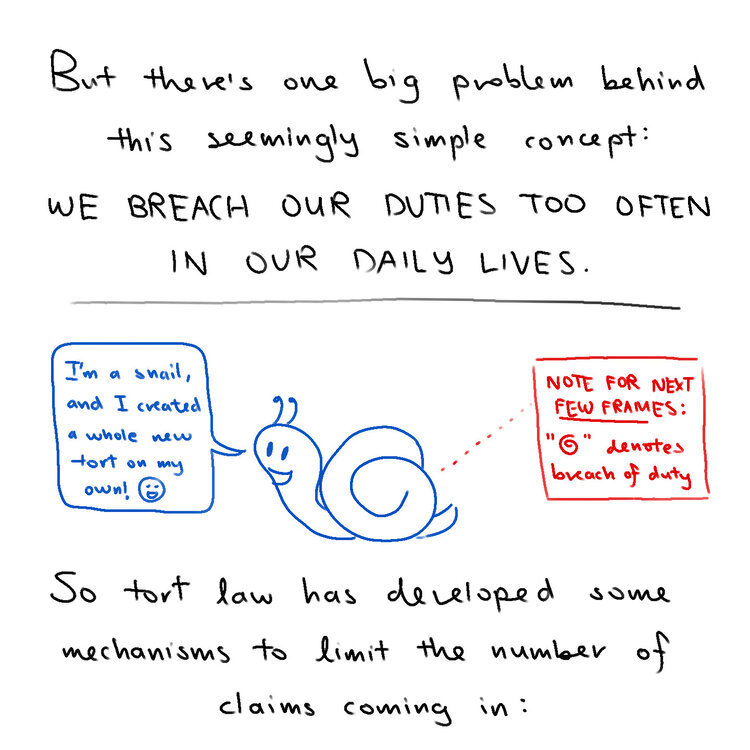 But there's one big problem behind
this seemingly simple concept:
WE BREACH OUR DUTIES TOO OFTEN
IN OUR DAILY LIVES.
I'm a snail,
and I created
a whole new
tort on my
own! 😃
NOTE FOR NEXT
FEW FRAMES:
"🌀" denotes
breach of duty
So tort law has developed some
mechanisms to limit the number of
claims coming in: